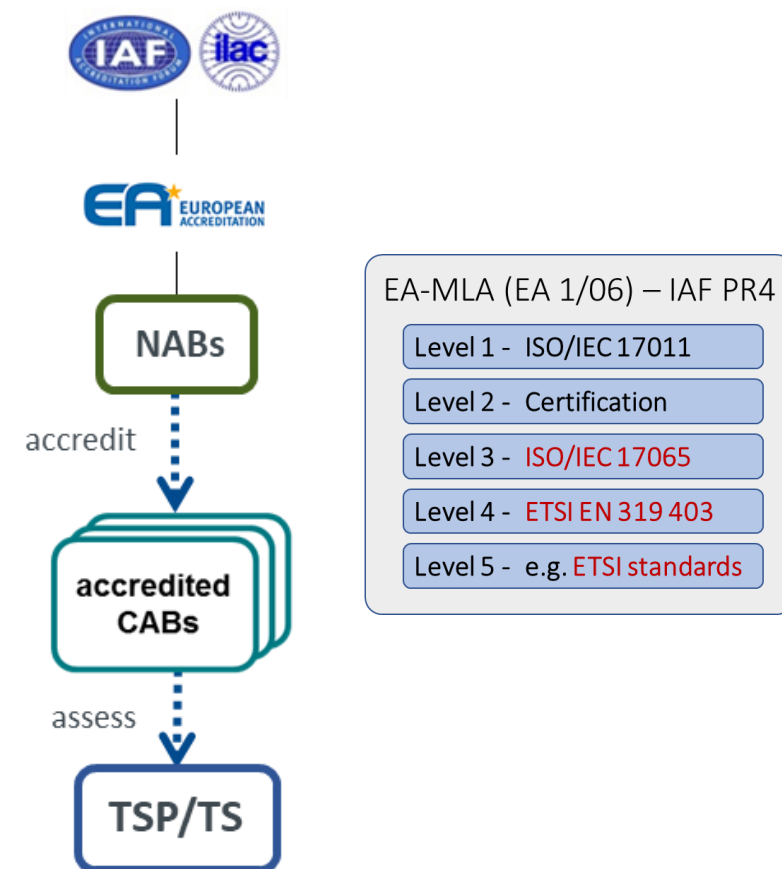 INTERNATIONAL
IAF
ACCREDITATION FORUM
ilac
EA EUROPEAN
ACCREDITATION
NABs
accredit
accredited
CABs
assess
TSP/TS
EA-MLA (EA 1/06) – IAF PR4
Level 1 - ISO/IEC 17011
Level 2 - Certification
Level 3 - ISO/IEC 17065
Level 4 - ETSI EN 319 403
Level 5 - e.g. ETSI standards